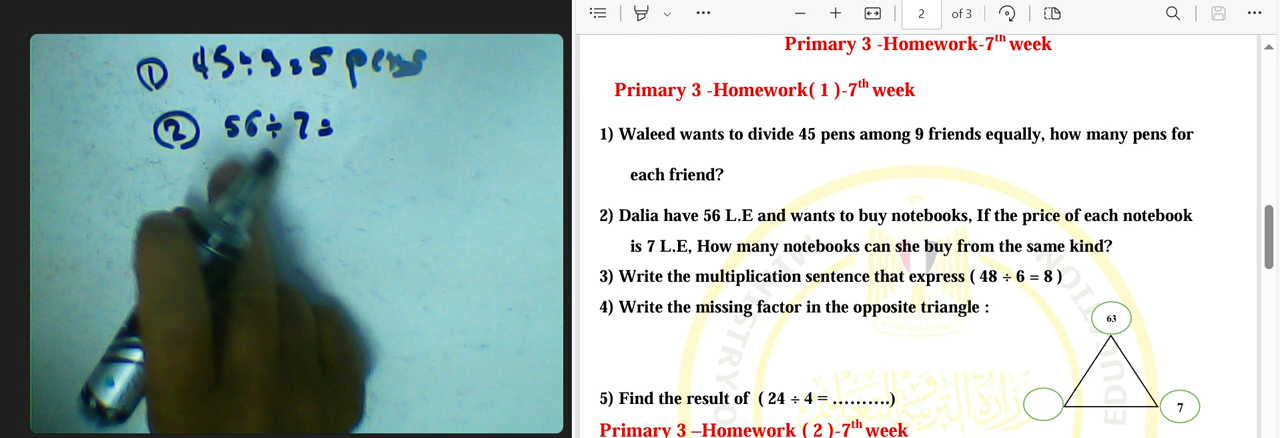 ① 45÷9=5 pens
② 56÷7=
2 of 3
Primary 3 -Homework-7th week
Primary 3 -Homework( 1 )-7th week
1) Waleed wants to divide 45 pens among 9 friends equally, how many pens for
each friend?
2) Dalia have 56 L.E and wants to buy notebooks, If the price of each notebook
is 7 L.E, How many notebooks can she buy from the same kind?
3) Write the multiplication sentence that express ( 48 ÷ 6 = 8 )
4) Write the missing factor in the opposite triangle :
63
5) Find the result of ( 24 ÷ 4 = ……….)
7
Primary 3 –Homework ( 2 )-7th week